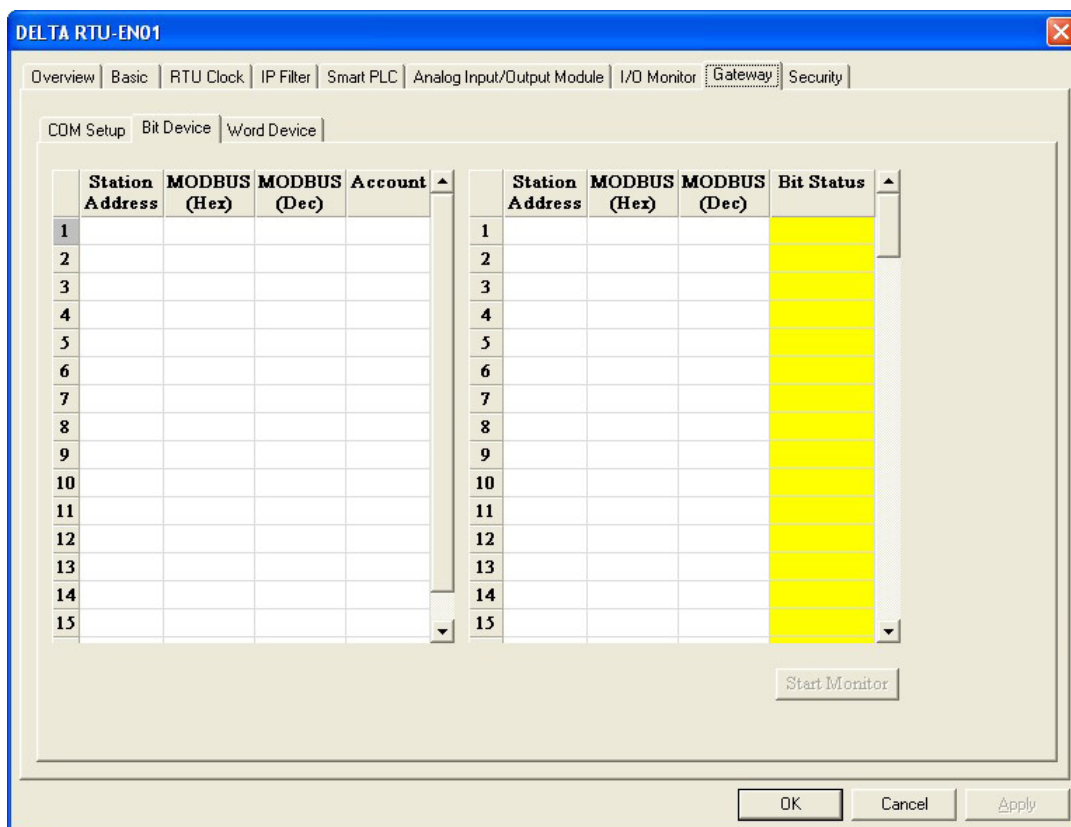 DELTA RTU-EN01
Overview Basic RTU Clock IP Filter Smart PLC Analog Input/Output Module I/O Monitor Gateway Security
COM Setup Bit Device Word Device
Station Address MODBUS (Hex) MODBUS (Dec) Account Station Address MODBUS (Hex) MODBUS (Dec) Bit Status
1 1
2 2
3 3
4 4
5 5
6 6
7 7
8 8
9 9
10 10
11 11
12 12
13 13
14 14
15 15
Start Monitor
OK Cancel Apply